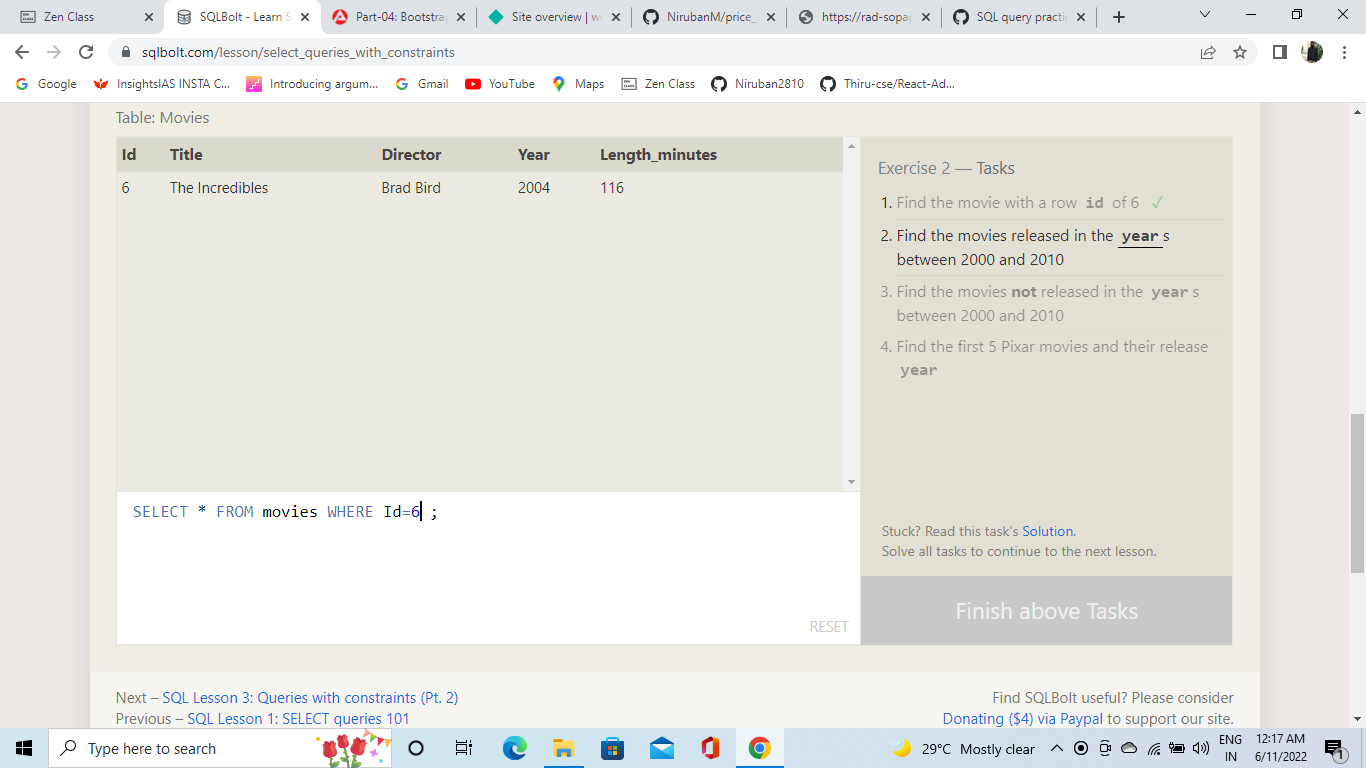 Zen Class
SQLBolt - Learn S
Part-04: Bootstra
Site overview | w
NirubanM/price_
https://rad-sopa
SQL query practi
sqlbolt.com/lesson/select_queries_with_constraints
Google
InsightsIAS INSTA C...
Introducing argum...
Gmail
YouTube
Maps
Zen Class
Niruban2810
Thiru-cse/React-Ad...
Table: Movies
Id Title Director Year Length_minutes
6 The Incredibles Brad Bird 2004 116
Exercise 2 — Tasks
1. Find the movie with a row id of 6 ✓
2. Find the movies released in the year s
between 2000 and 2010
3. Find the movies not released in the year s
between 2000 and 2010
4. Find the first 5 Pixar movies and their release
year
Stuck? Read this task's Solution.
Solve all tasks to continue to the next lesson.
Finish above Tasks
SELECT * FROM movies WHERE Id=6 ;
RESET
Next – SQL Lesson 3: Queries with constraints (Pt. 2)
Previous – SQL Lesson 1: SELECT queries 101
Find SQLBolt useful? Please consider
Donating ($4) via Paypal to support our site.
Type here to search
29°C Mostly clear
ENG
IN
12:17 AM
6/11/2022
1